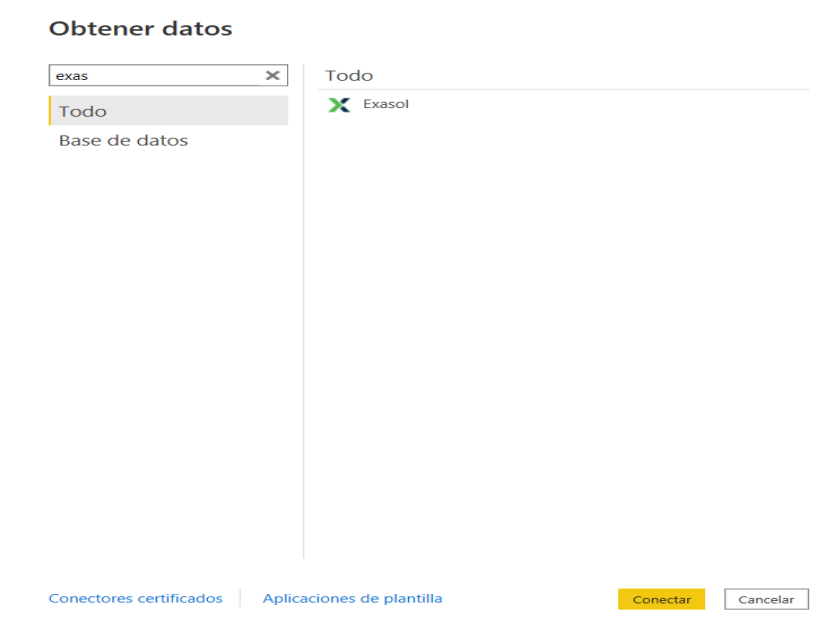 Obtener datos
exas
Todo
Base de datos
Todo
Exasol
Conectores certificados
Aplicaciones de plantilla
Conectar
Cancelar